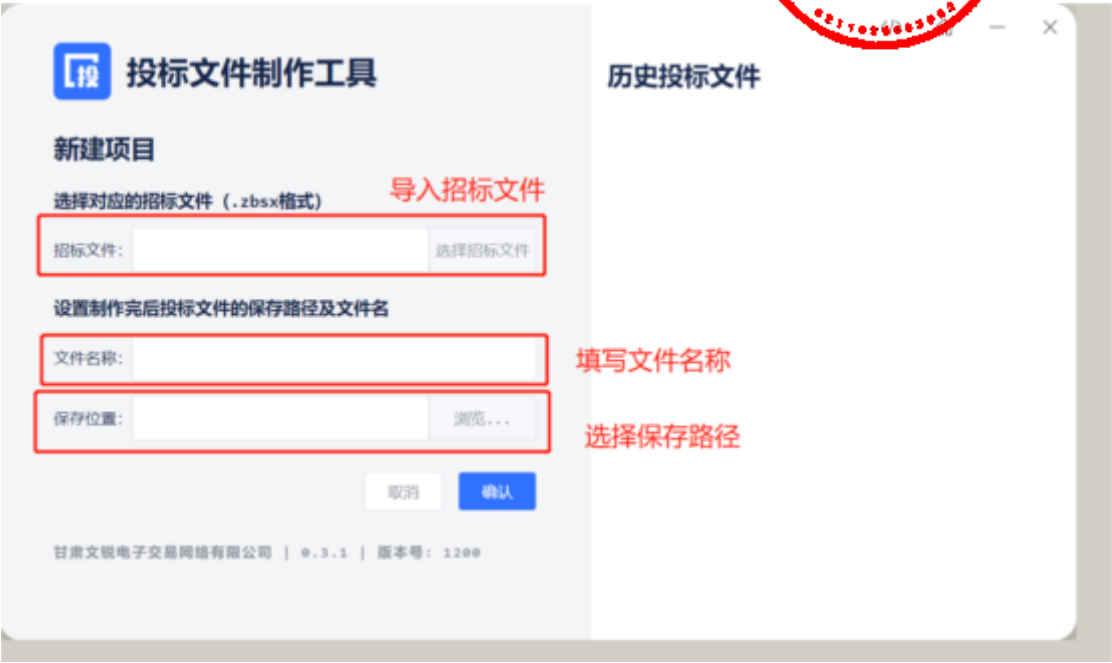 投
投标文件制作工具
历史投标文件
新建项目
选择对应的招标文件（.zbsx格式）
导入招标文件
招标文件：
选择招标文件
设置制作完后投标文件的保存路径及文件名
文件名称：
填写文件名称
保存位置：
浏览...
选择保存路径
取消
确认
甘肃文锐电子交易网络有限公司 | 0.3.1 | 版本号：1200